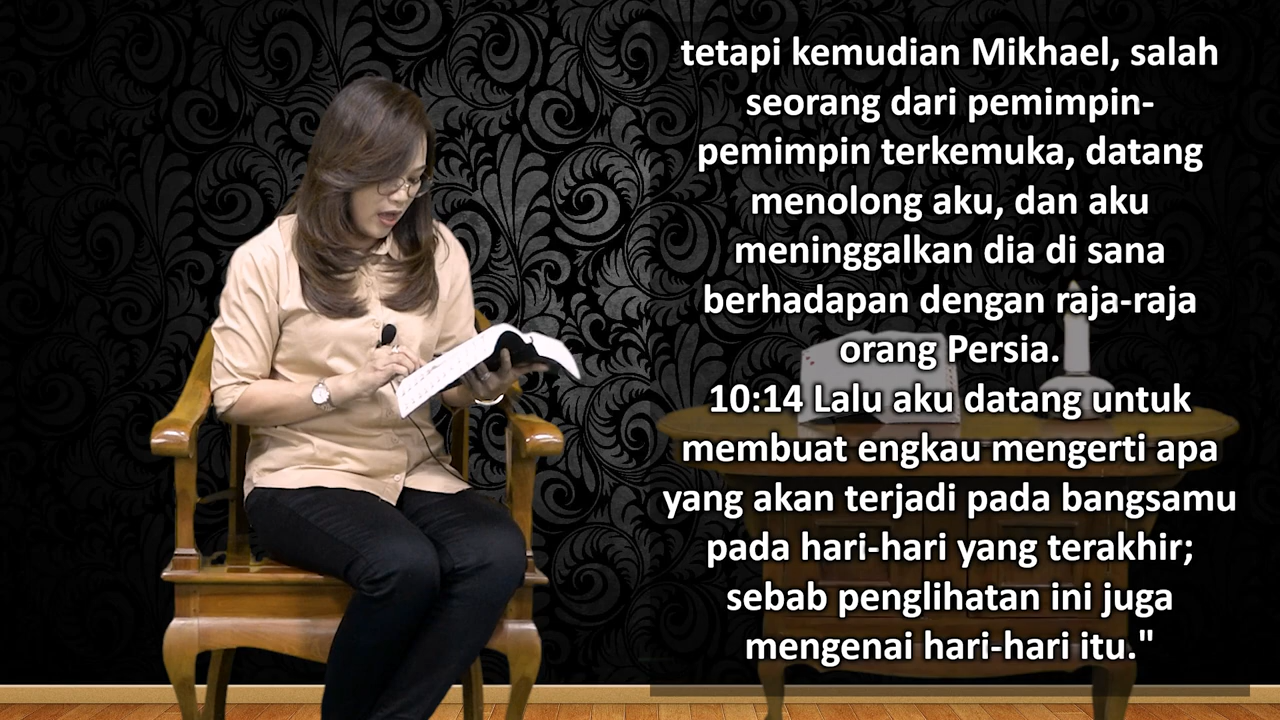 tetapi kemudian Mikhael, salah
seorang dari pemimpin-
pemimpin terkemuka, datang
menolong aku, dan aku
meninggalkan dia di sana
berhadapan dengan raja-raja
orang Persia.
10:14 Lalu aku datang untuk
membuat engkau mengerti apa
yang akan terjadi pada bangsamu
pada hari-hari yang terakhir;
sebab penglihatan ini juga
mengenai hari-hari itu."